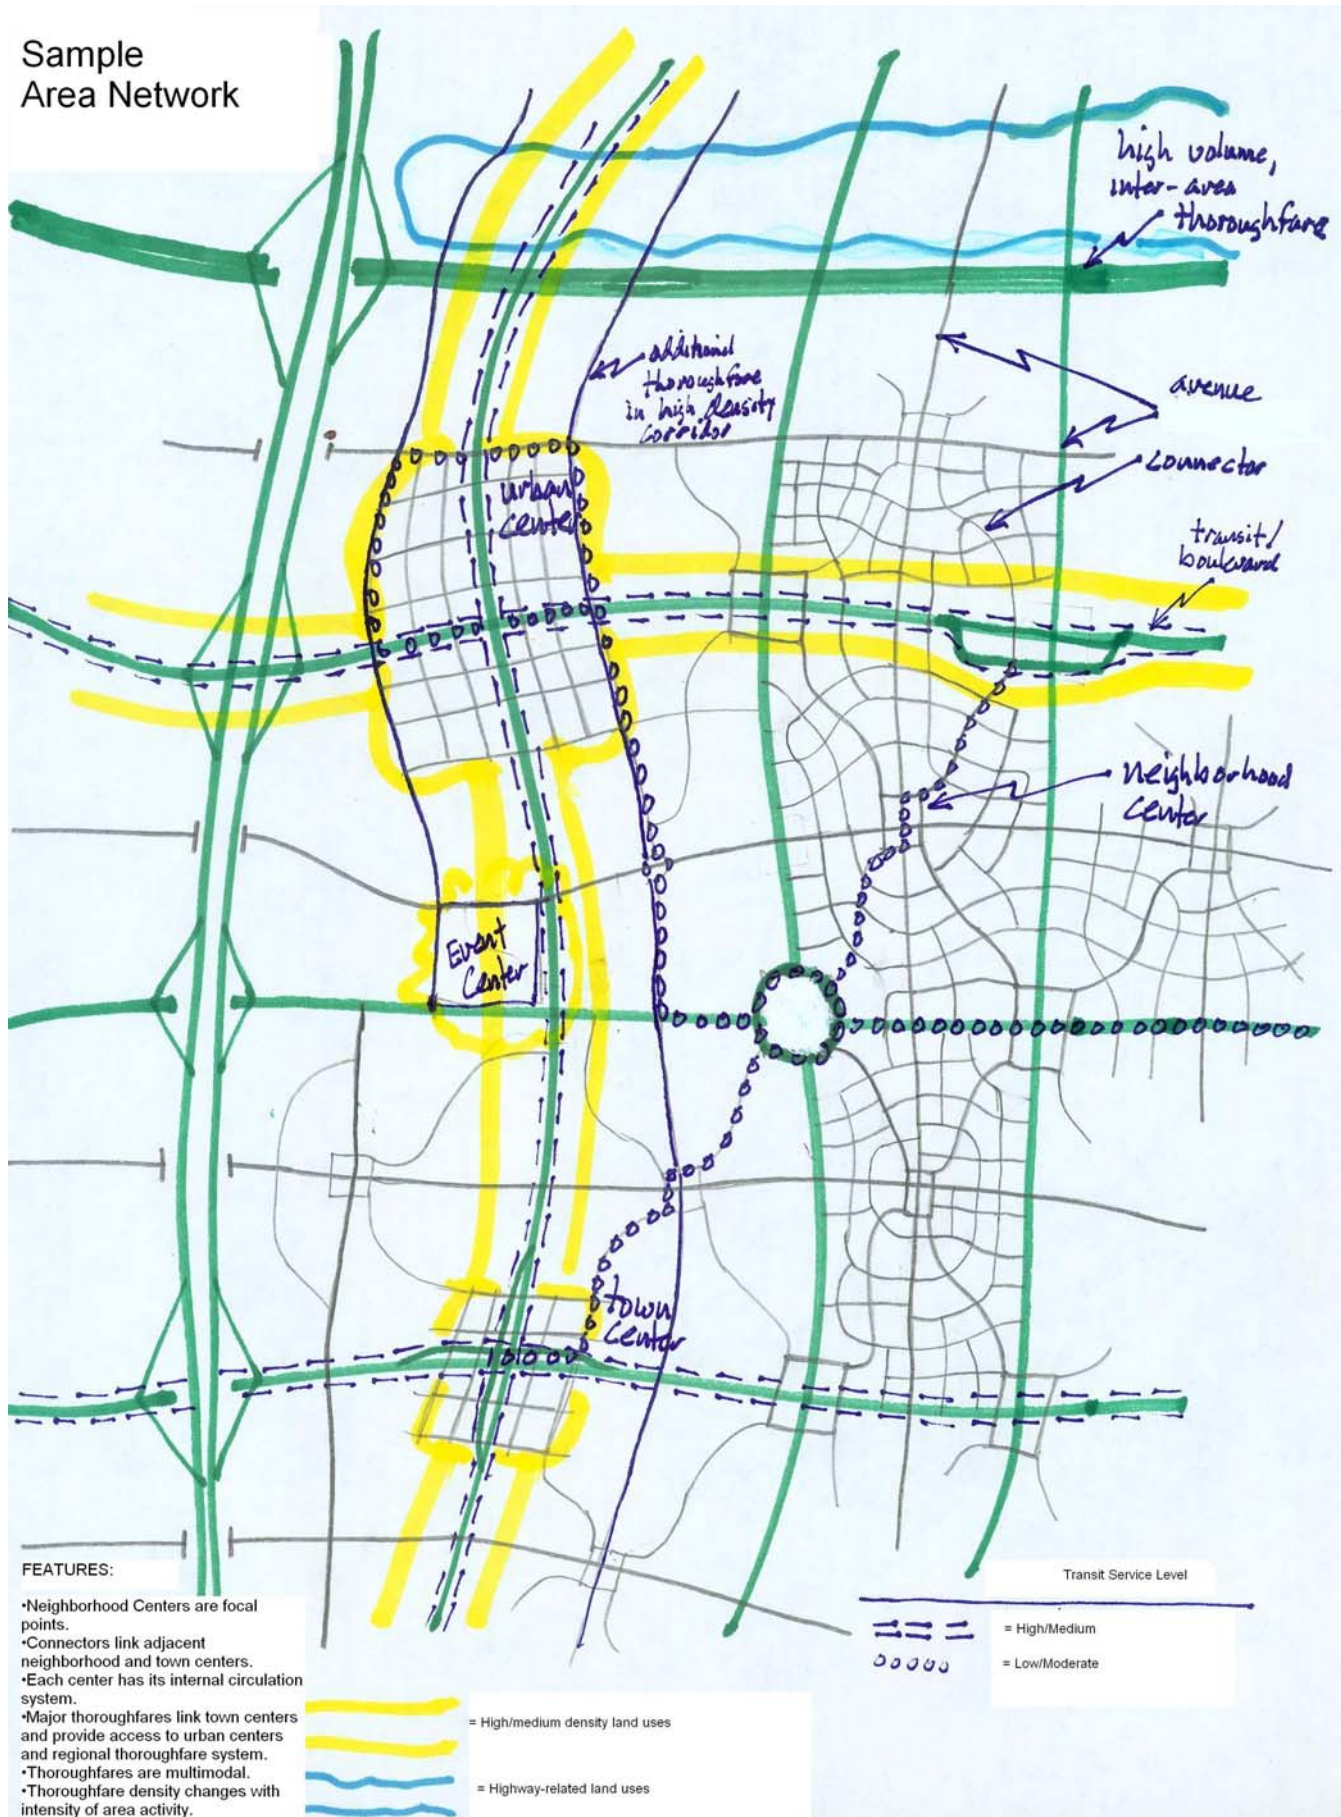 Sample
Area Network
high volume,
inter-area
thoroughfare
additional
thoroughfare
in high density
corridor
avenue
connector
urban
center
transit/
boulevard
neighborhood
center
Event
Center
town
center
FEATURES:
•Neighborhood Centers are focal
points.
•Connectors link adjacent
neighborhood and town centers.
•Each center has its internal circulation
system.
•Major thoroughfares link town centers
and provide access to urban centers
and regional thoroughfare system.
•Thoroughfares are multimodal.
•Thoroughfare density changes with
intensity of area activity.
Transit Service Level
= High/Medium
= Low/Moderate
= High/medium density land uses
= Highway-related land uses